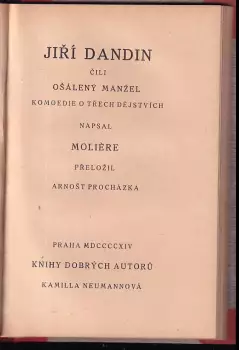 JIŘÍ DANDIN
ČILI
OŠÁLENÝ MANŽEL
KOMOEDIE O TŘECH DĚJSTVÍCH
NAPSAL
MOLIÈRE
PŘELOŽIL
ARNOŠT PROCHÁZKA
PRAHA MDCCCCXIV
KNIHY DOBRÝCH AUTORŮ
KAMILLA NEUMANNOVÁ